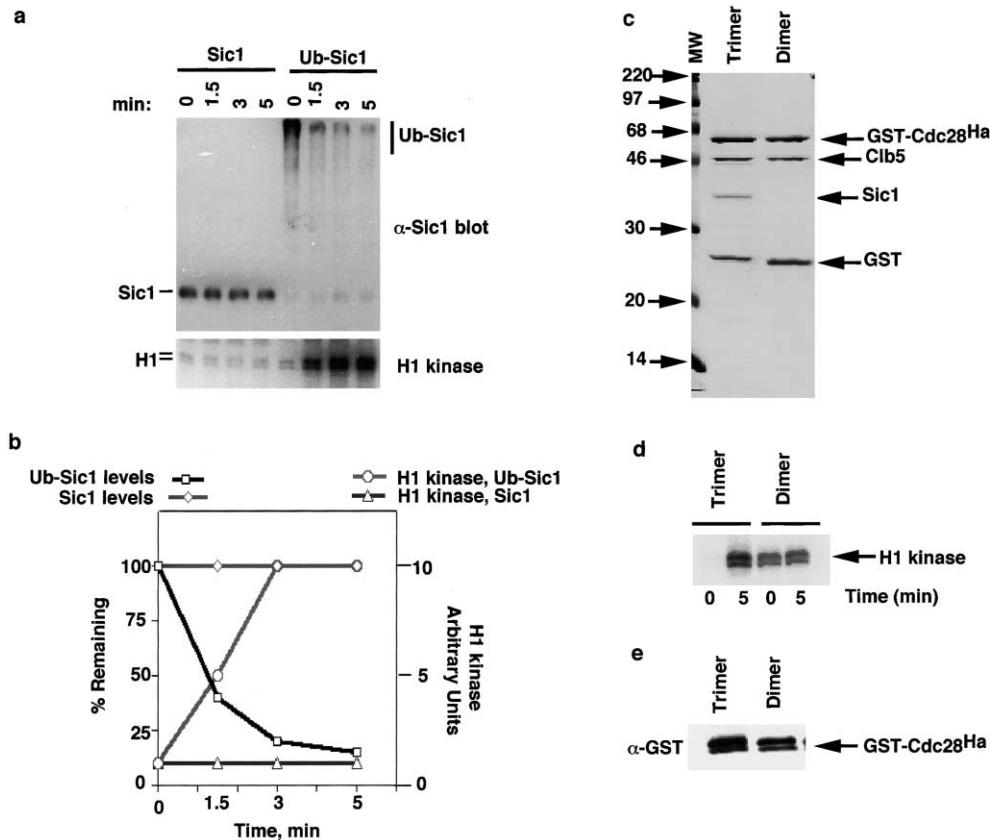 a
Sic1 Ub-Sic1
min: 0 1.5 3 5 0 1.5 3 5
Ub-Sic1
α-Sic1 blot
Sic1
H1
H1 kinase
b
Ub-Sic1 levels
Sic1 levels
H1 kinase, Ub-Sic1
H1 kinase, Sic1
100
75
50
25
0
% Remaining
10
5
0
H1 kinase
Arbitrary Units
0 1.5 3 5
Time, min
c
MW Trimer Dimer
220
97
68
46
30
20
14
GST-Cdc28Ha
Clb5
Sic1
GST
d
Trimer Dimer
H1 kinase
0 5 0 5 Time (min)
e
Trimer Dimer
α-GST GST-Cdc28Ha